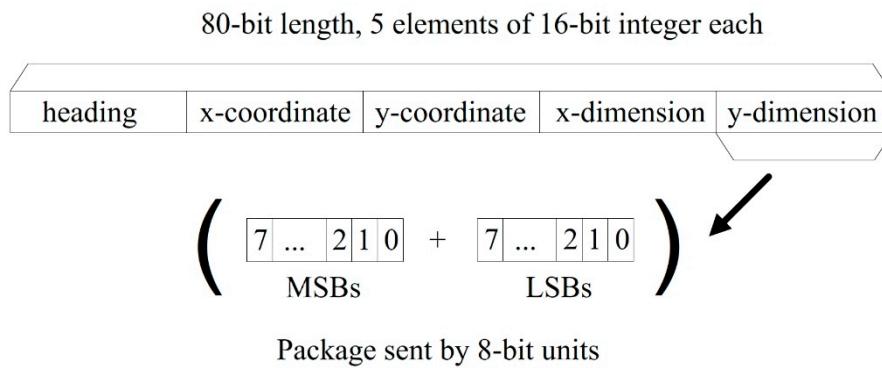 80-bit length, 5 elements of 16-bit integer each
heading x-coordinate y-coordinate x-dimension y-dimension
( 7 ... 2 1 0 + 7 ... 2 1 0 )
MSBs LSBs
Package sent by 8-bit units